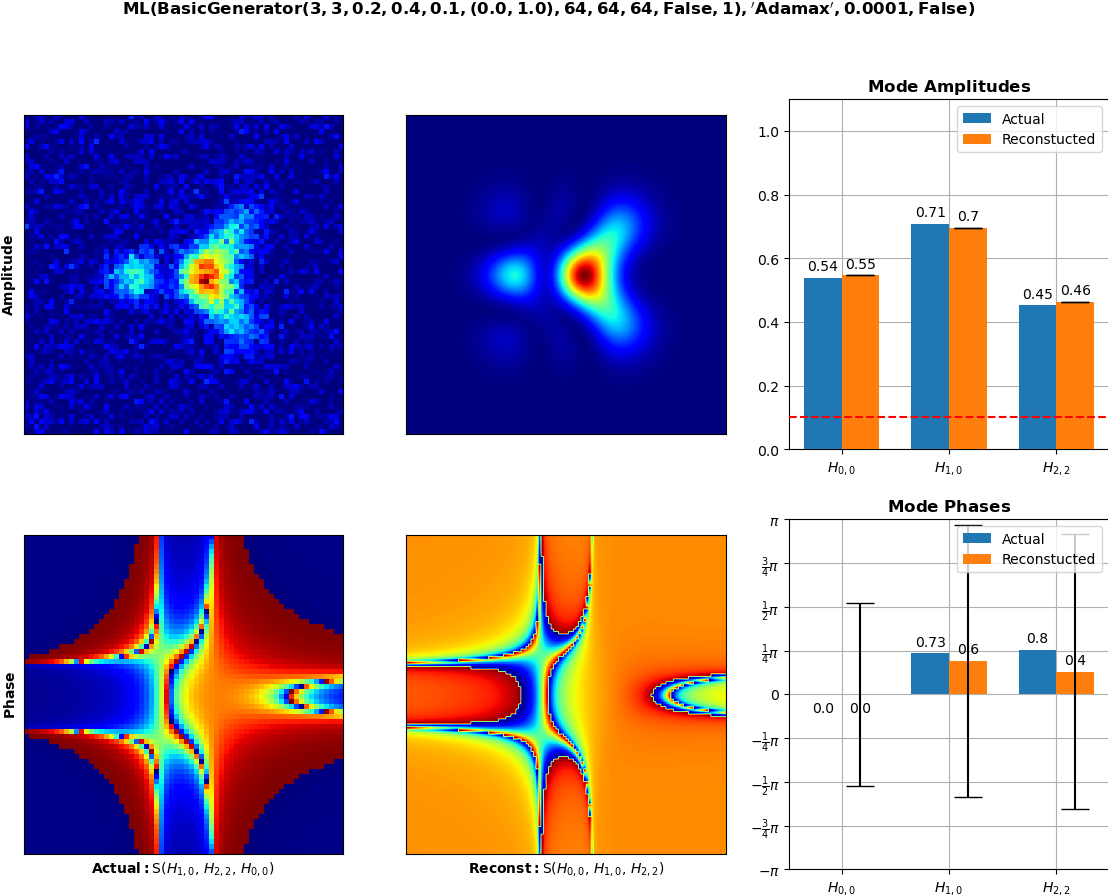 ML(BasicGenerator(3, 3, 0.2, 0.4, 0.1, (0.0, 1.0), 64, 64, 64, False, 1), 'Adamax', 0.0001, False)
Amplitude
Mode Amplitudes
Actual
Reconstucted
1.0
0.8
0.6
0.4
0.2
0.0
0.54
0.55
0.71
0.7
0.45
0.46
H0,0
H1,0
H2,2
Phase
Actual: S(H1,0, H2,2, H0,0)
Reconst: S(H0,0, H1,0, H2,2)
Mode Phases
Actual
Reconstucted
π
3/4π
1/2π
1/4π
0
−1/4π
−1/2π
−3/4π
−π
0.0
0.0
0.73
0.6
0.8
0.4
H0,0
H1,0
H2,2